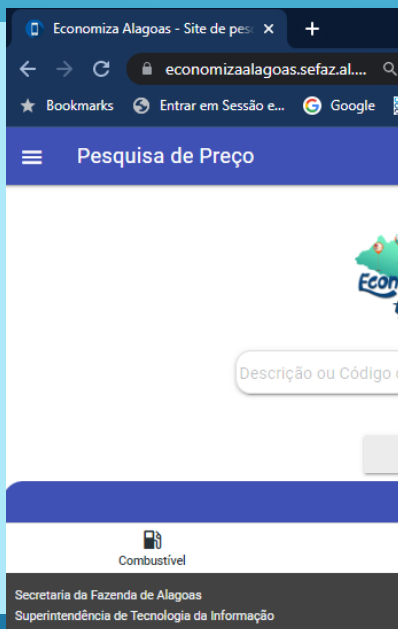 Economiza Alagoas - Site de pes
economizaalagoas.sefaz.al....
Bookmarks Entrar em Sessão e... Google
Pesquisa de Preço
Econ
Descrição ou Código
Combustível
Secretaria da Fazenda de Alagoas
Superintendência de Tecnologia da Informação